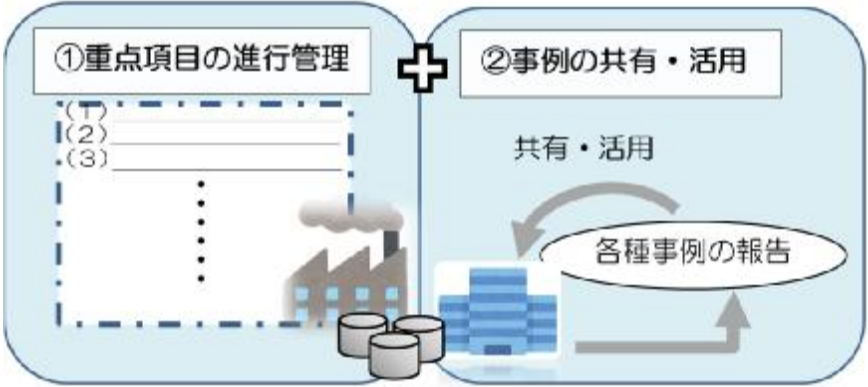 ①重点項目の進行管理
(1)
(2)
(3)
②事例の共有・活用
共有・活用
各種事例の報告